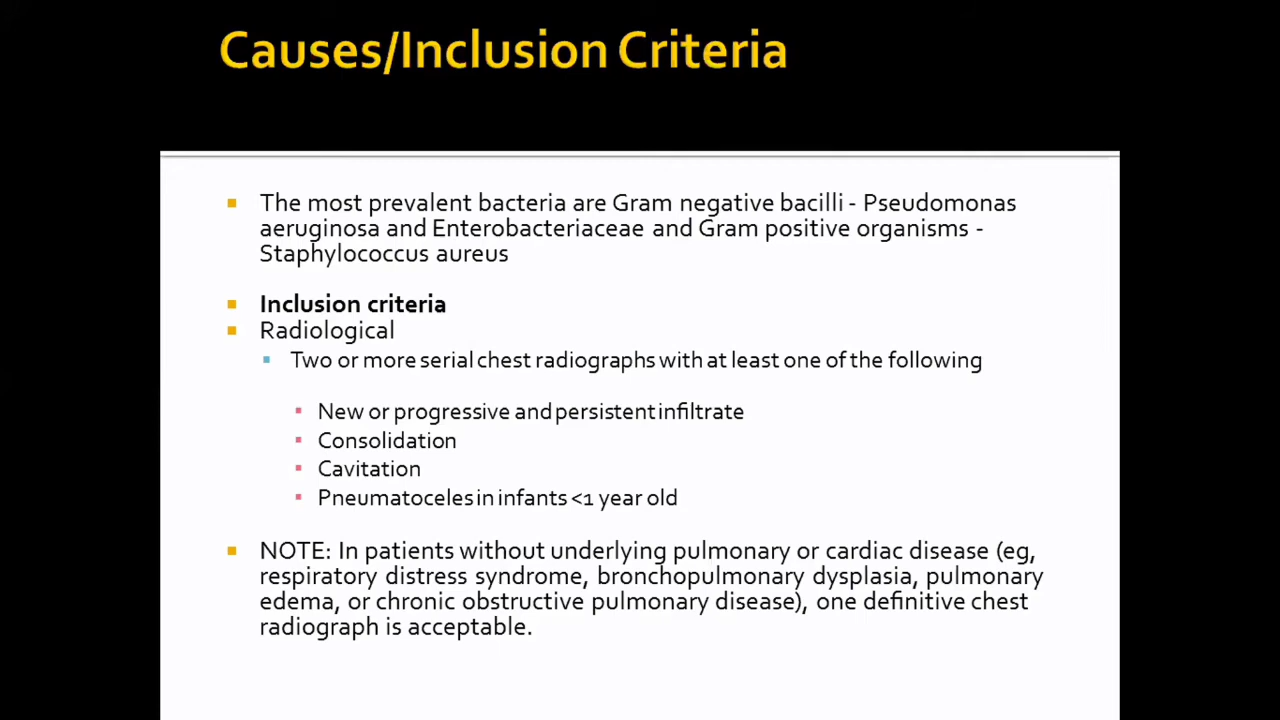 Causes/Inclusion Criteria
The most prevalent bacteria are Gram negative bacilli - Pseudomonas
aeruginosa and Enterobacteriaceae and Gram positive organisms -
Staphylococcus aureus
Inclusion criteria
Radiological
Two or more serial chest radiographs with at least one of the following
New or progressive and persistent infiltrate
Consolidation
Cavitation
Pneumatoceles in infants <1 year old
NOTE: In patients without underlying pulmonary or cardiac disease (eg,
respiratory distress syndrome, bronchopulmonary dysplasia, pulmonary
edema, or chronic obstructive pulmonary disease), one definitive chest
radiograph is acceptable.